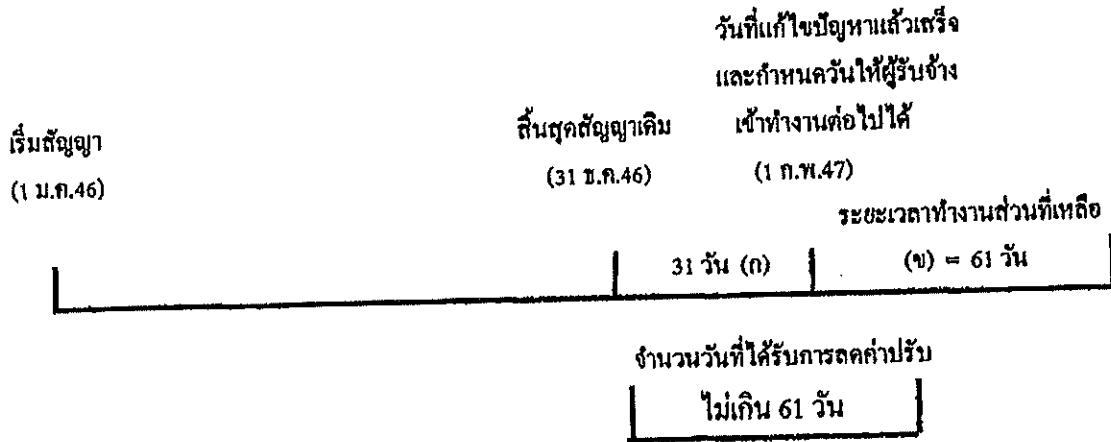 วันที่แก้ไขปัญหาแล้วเสร็จ
และกำหนดวันให้ผู้รับจ้าง
เริ่มสัญญา
สิ้นสุดสัญญาเดิม
เข้าทำงานต่อไปได้
(1 ม.ค.46)
(31 ธ.ค.46)
(1 ก.พ.47)
ระยะเวลาทำงานส่วนที่เหลือ
31 วัน (ก)
(ข) = 61 วัน
จำนวนวันที่ได้รับการลดค่าปรับ
ไม่เกิน 61 วัน